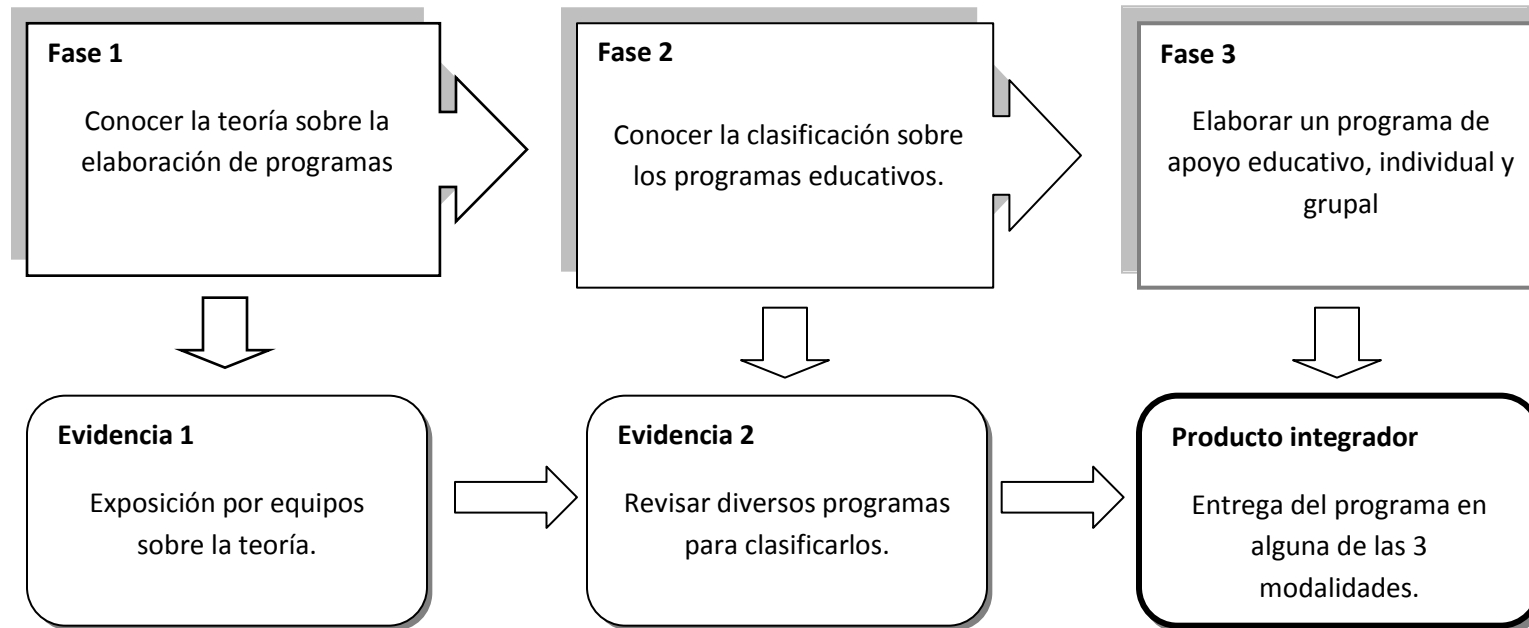 Fase 1
Conocer la teoría sobre la
elaboración de programas
Fase 2
Conocer la clasificación sobre
los programas educativos.
Fase 3
Elaborar un programa de
apoyo educativo, individual y
grupal
Evidencia 1
Exposición por equipos
sobre la teoría.
Evidencia 2
Revisar diversos programas
para clasificarlos.
Producto integrador
Entrega del programa en
alguna de las 3
modalidades.